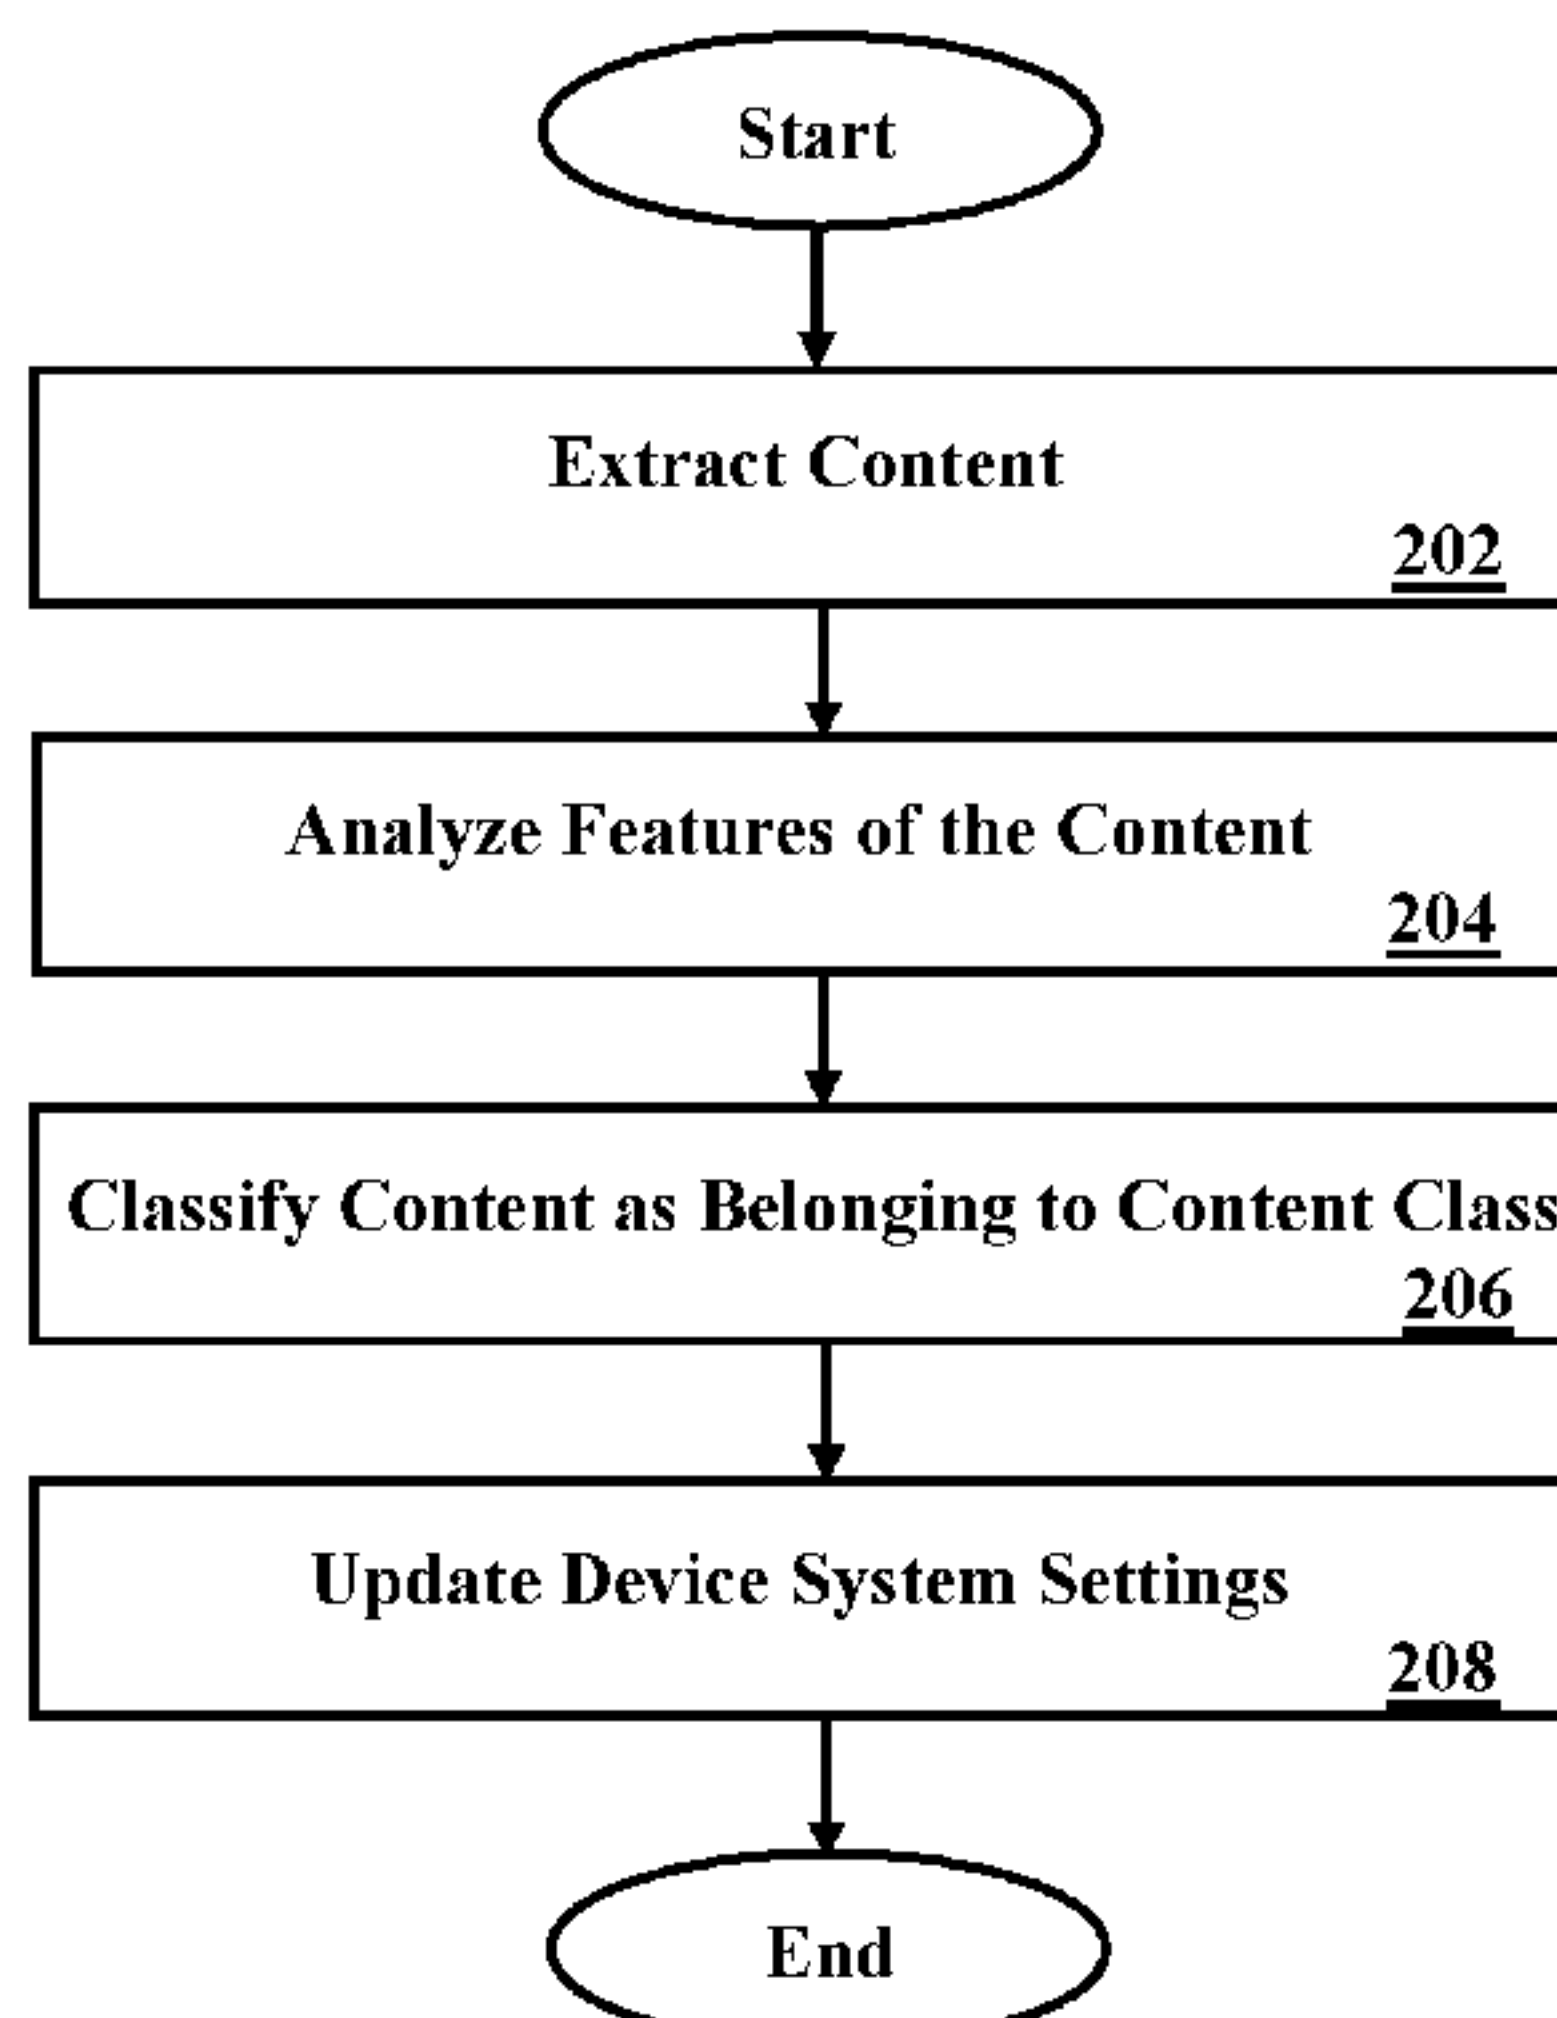 Start
Extract Content
202
Analyze Features of the Content
204
Classify Content as Belonging to Content Class
206
Update Device System Settings
208
End